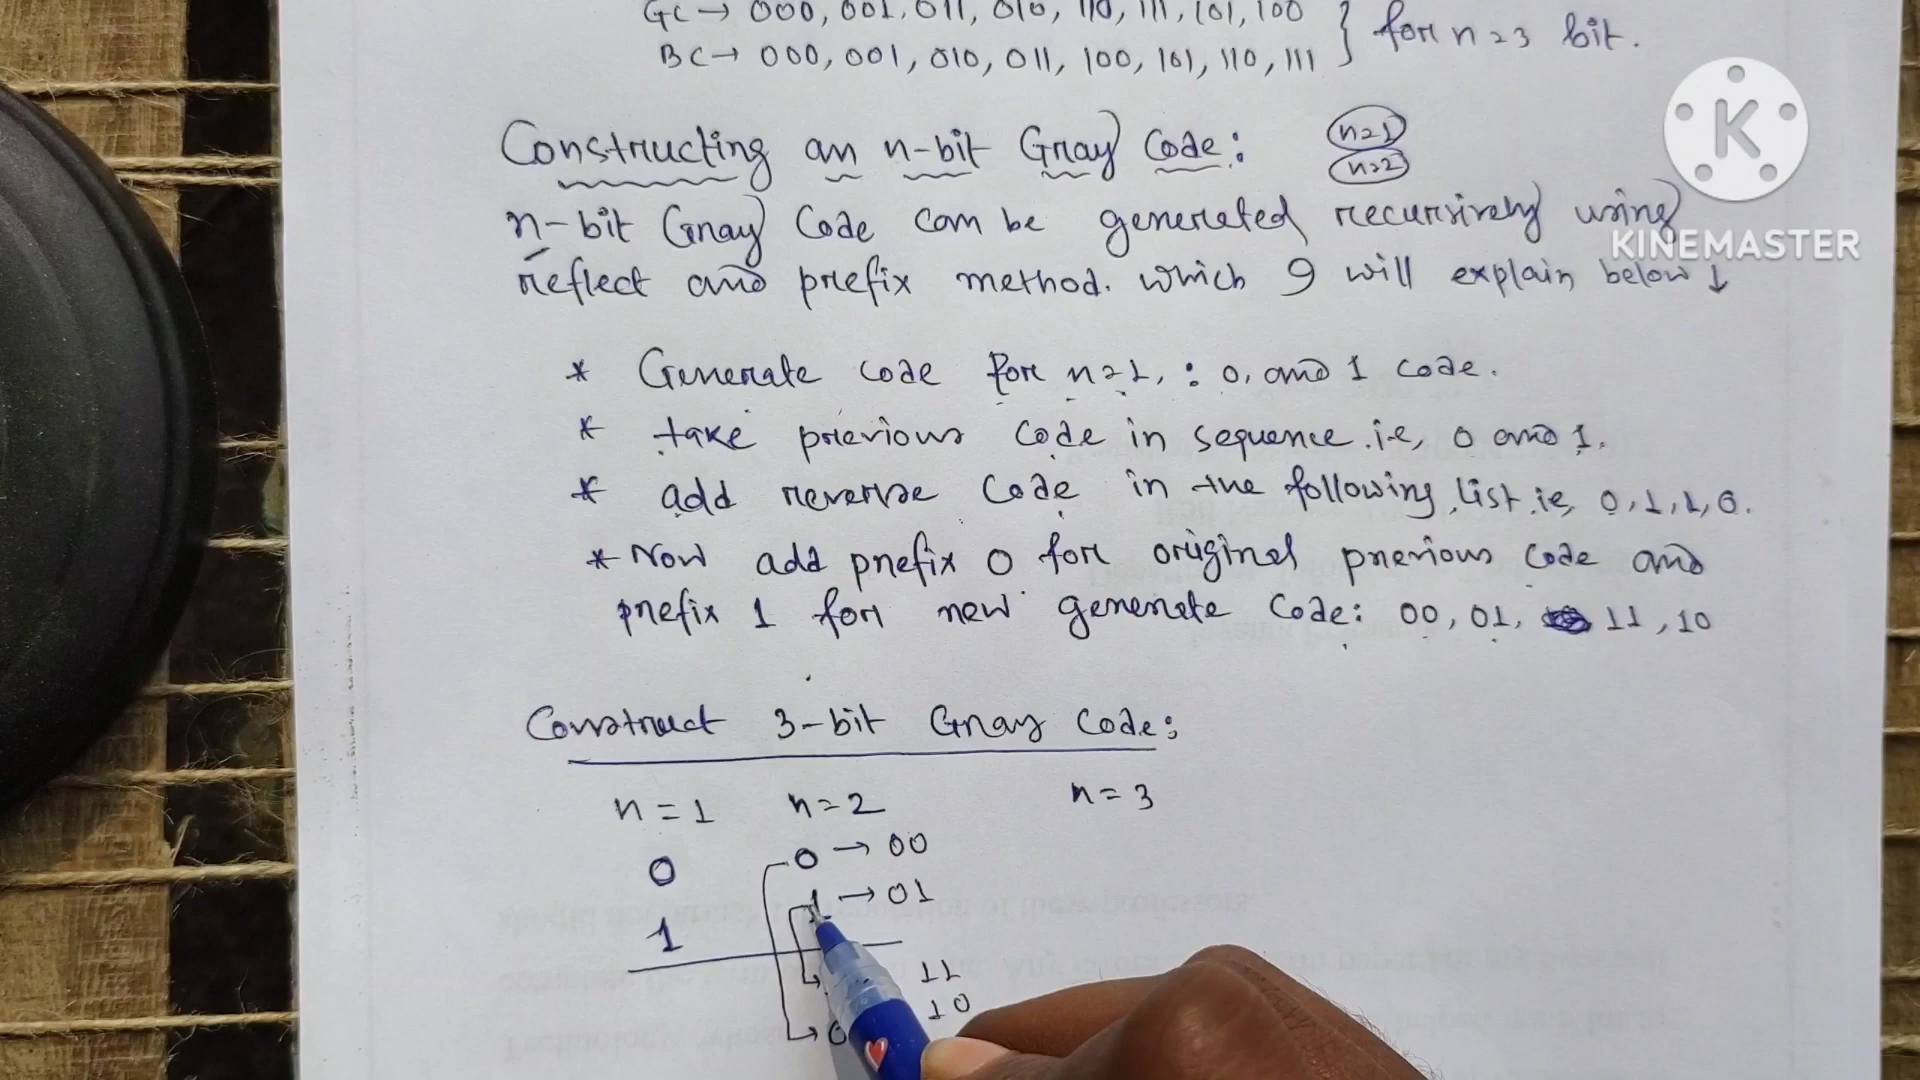 GC → 000, 001, 011, 010, 110, 111, 101, 100
BC → 000, 001, 010, 011, 100, 101, 110, 111
} for n=3 bit.
K
KINEMASTER
Constructing an n-bit Gray Code:
n=1
n=2
n-bit Gray Code can be generated recursively using
reflect and prefix method. which I will explain below ↓
* Generate code for n=1, : 0, and 1 code.
* take previous code in sequence .i.e, 0 and 1.
* add reverse code in the following list .ie, 0, 1, 1, 0.
* Now add prefix 0 for original previous code and
prefix 1 for new generate code: 00, 01, 11, 10
Construct 3-bit Gray Code:
n = 1 n = 2 n = 3
0 0 → 00
1 1 → 01
11
0 10